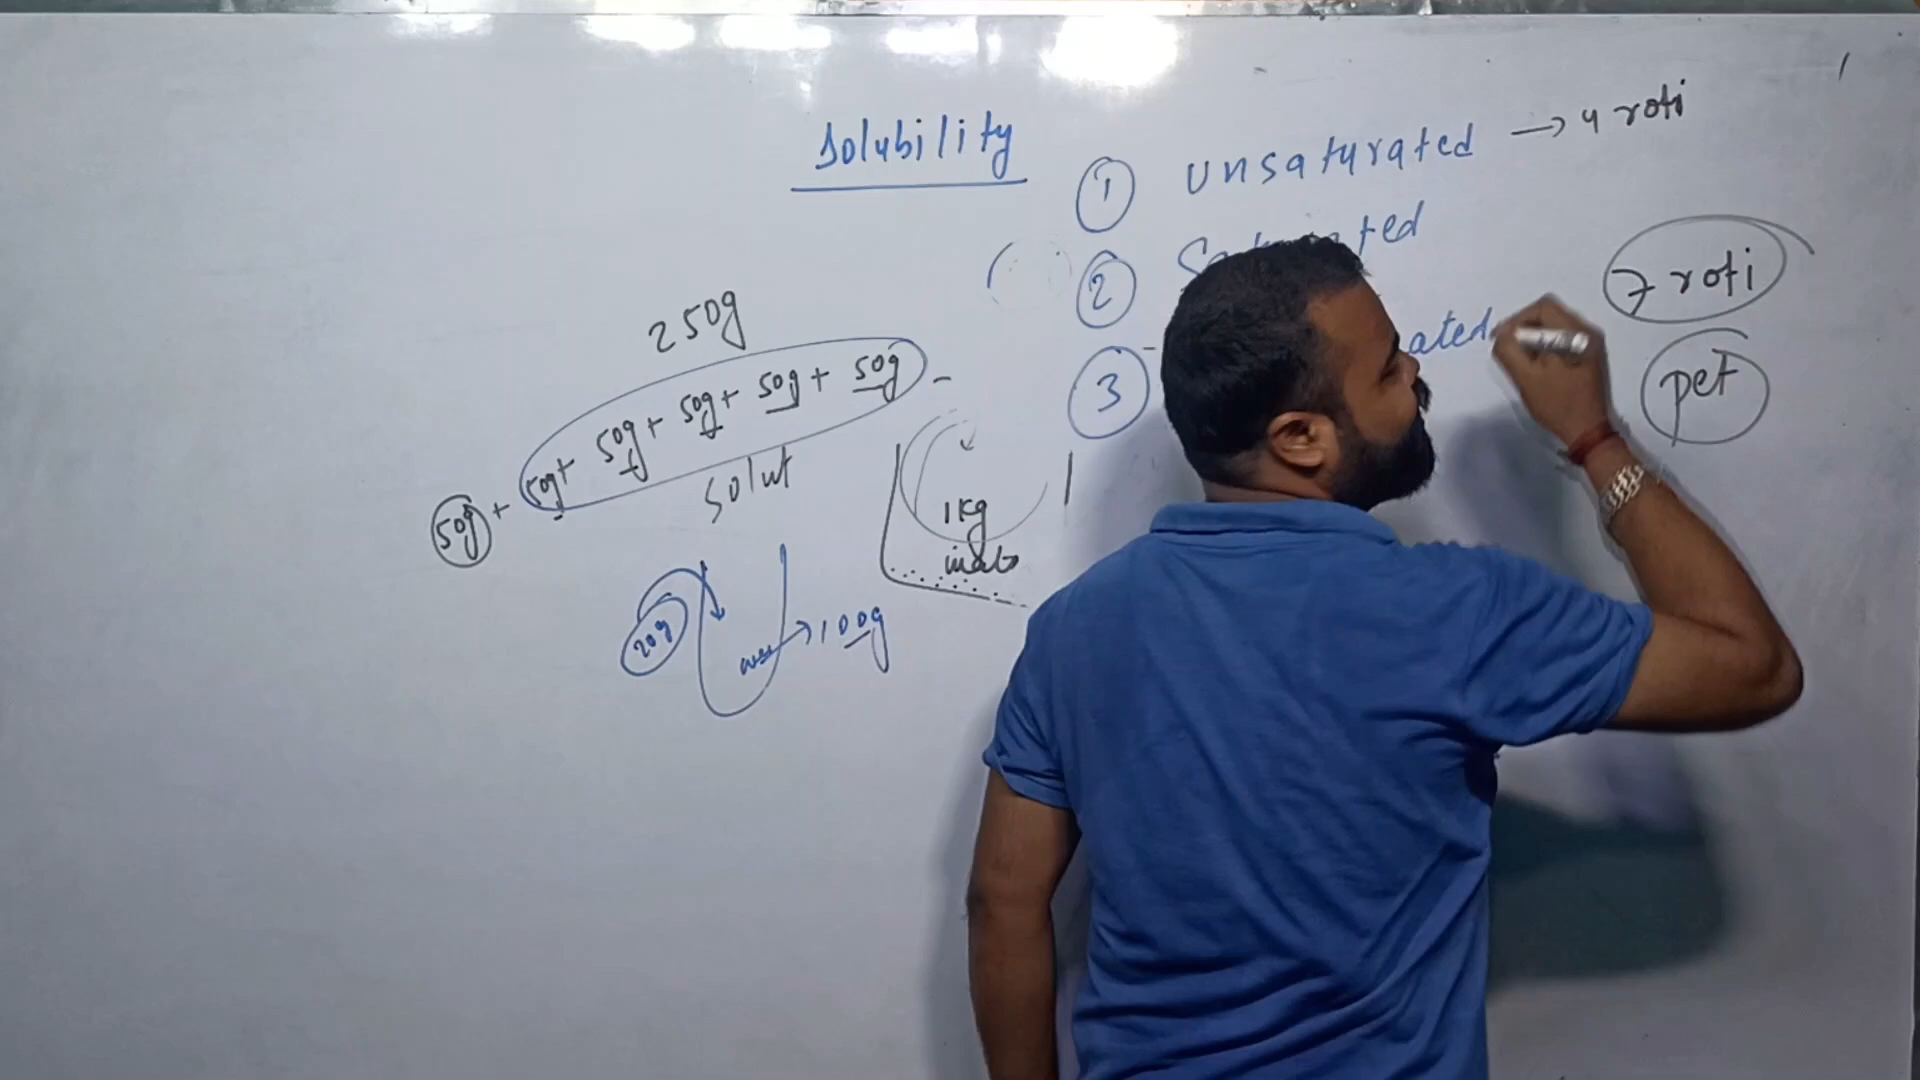 Solubility
1 Unsaturated → 4 roti
2 ted
7 roti
3 ated
pet
250g
50g + 50g + 50g + 50g + 50g + 50g
solut
1kg
20g
→ 100g